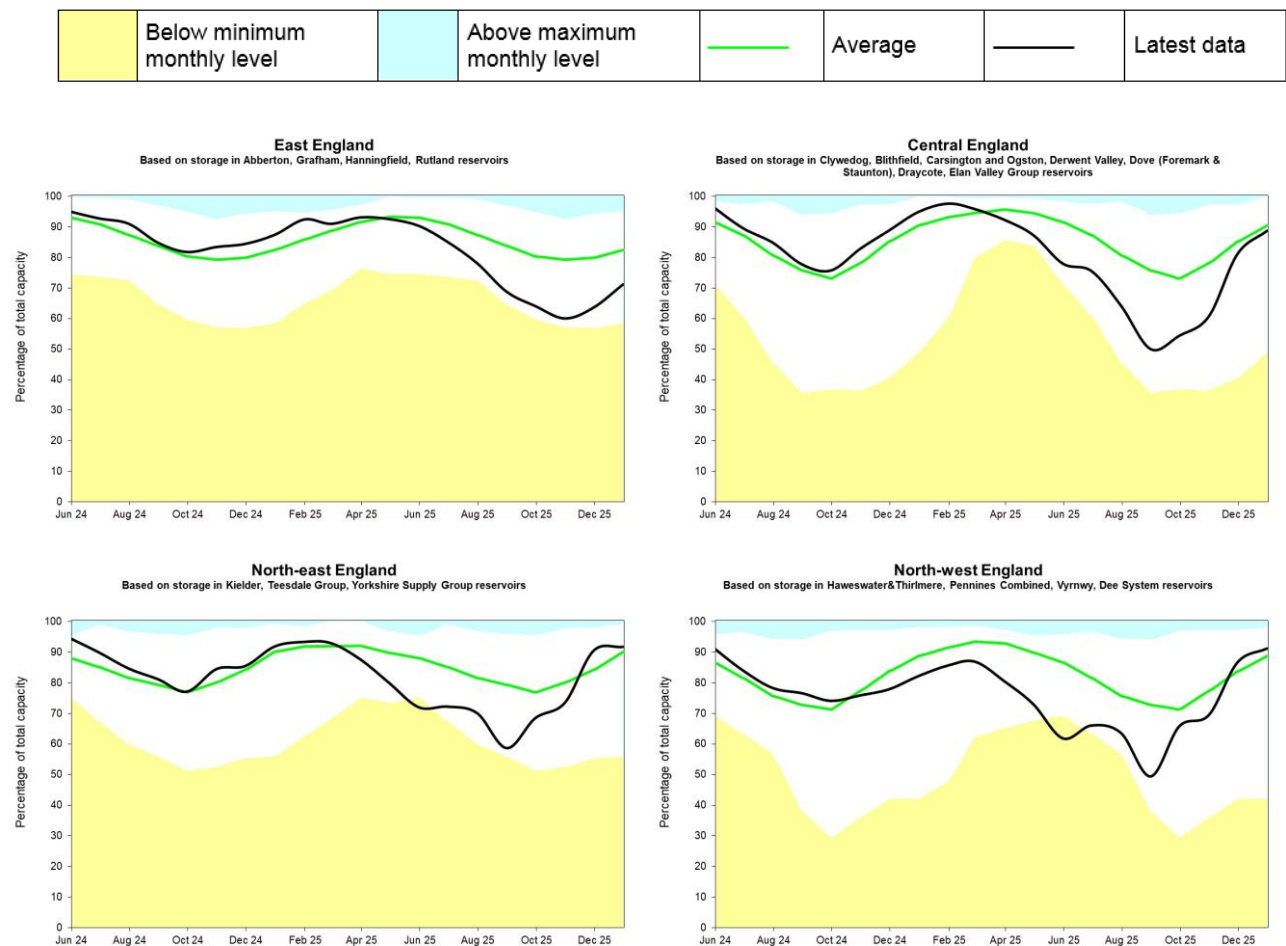 Below minimum
monthly level
Above maximum
monthly level
Average
Latest data
East England
Based on storage in Abberton, Grafham, Hanningfield, Rutland reservoirs
Percentage of total capacity
100
90
80
70
60
50
40
30
20
10
0
Jun 24 Aug 24 Oct 24 Dec 24 Feb 25 Apr 25 Jun 25 Aug 25 Oct 25 Dec 25
Central England
Based on storage in Clywedog, Blithfield, Carsington and Ogston, Derwent Valley, Dove (Foremark &
Staunton), Draycote, Elan Valley Group reservoirs
Percentage of total capacity
100
90
80
70
60
50
40
30
20
10
0
Jun 24 Aug 24 Oct 24 Dec 24 Feb 25 Apr 25 Jun 25 Aug 25 Oct 25 Dec 25
North-east England
Based on storage in Kielder, Teesdale Group, Yorkshire Supply Group reservoirs
Percentage of total capacity
100
90
80
70
60
50
40
30
20
10
0
Jun 24 Aug 24 Oct 24 Dec 24 Feb 25 Apr 25 Jun 25 Aug 25 Oct 25 Dec 25
North-west England
Based on storage in Haweswater&Thirlmere, Pennines Combined, Vyrnwy, Dee System reservoirs
Percentage of total capacity
100
90
80
70
60
50
40
30
20
10
0
Jun 24 Aug 24 Oct 24 Dec 24 Feb 25 Apr 25 Jun 25 Aug 25 Oct 25 Dec 25